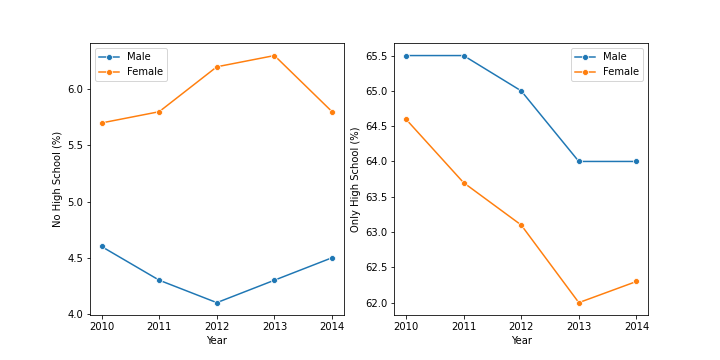 Male
Female
No High School (%)
6.0
5.5
5.0
4.5
4.0
2010 2011 2012 2013 2014
Year
Male
Female
Only High School (%)
65.5
65.0
64.5
64.0
63.5
63.0
62.5
62.0
2010 2011 2012 2013 2014
Year